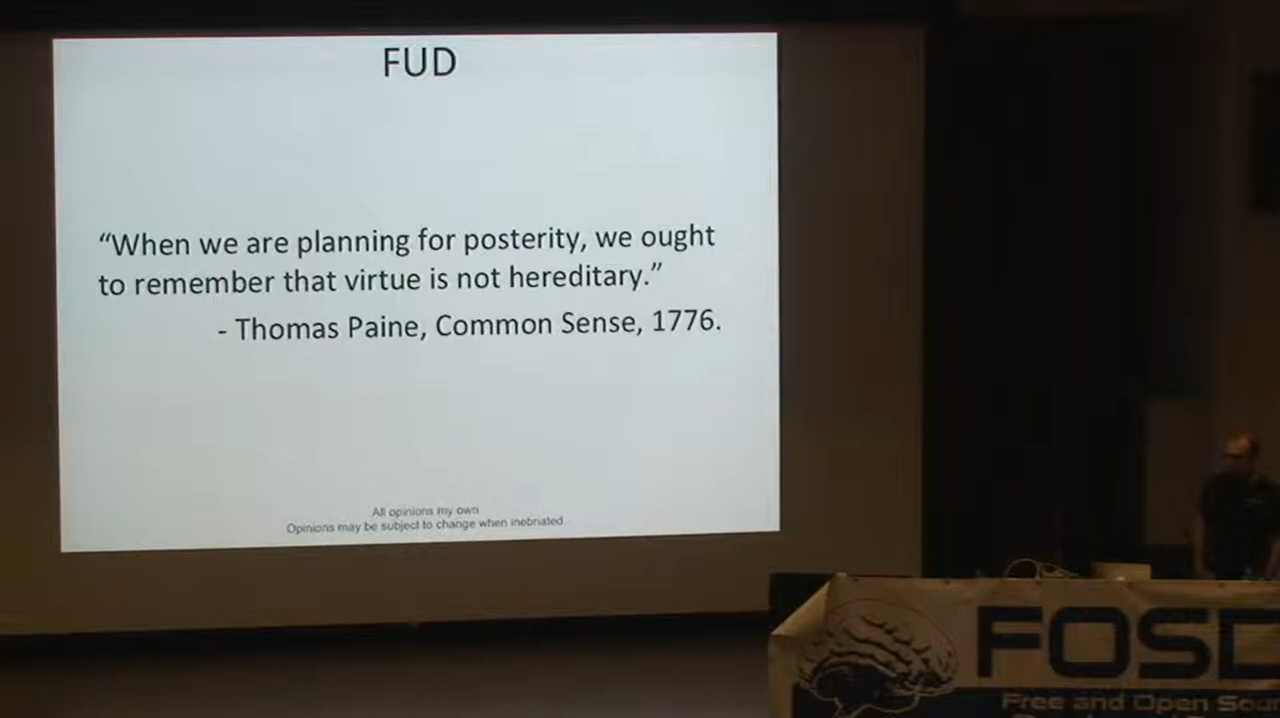 FUD
“When we are planning for posterity, we ought
to remember that virtue is not hereditary.”
- Thomas Paine, Common Sense, 1776.
All opinions my own
Opinions may be subject to change when inebriated
FOSD
Free and Open Sou